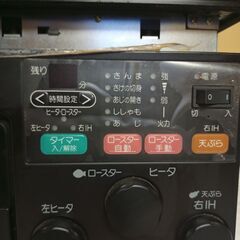 残り
分
時間設定
ヒータ・ロースター
左ヒータ
右IH
タイマー
入/解除
さんま
さけの切身
あじの開き
ししゃも
あじ
強
弱
火力
ロースター
自動
ロースター
手動
電源
0
切 入
右IH
天ぷら
ロースター
ヒータ
左ヒータ
天ぷら
右IH